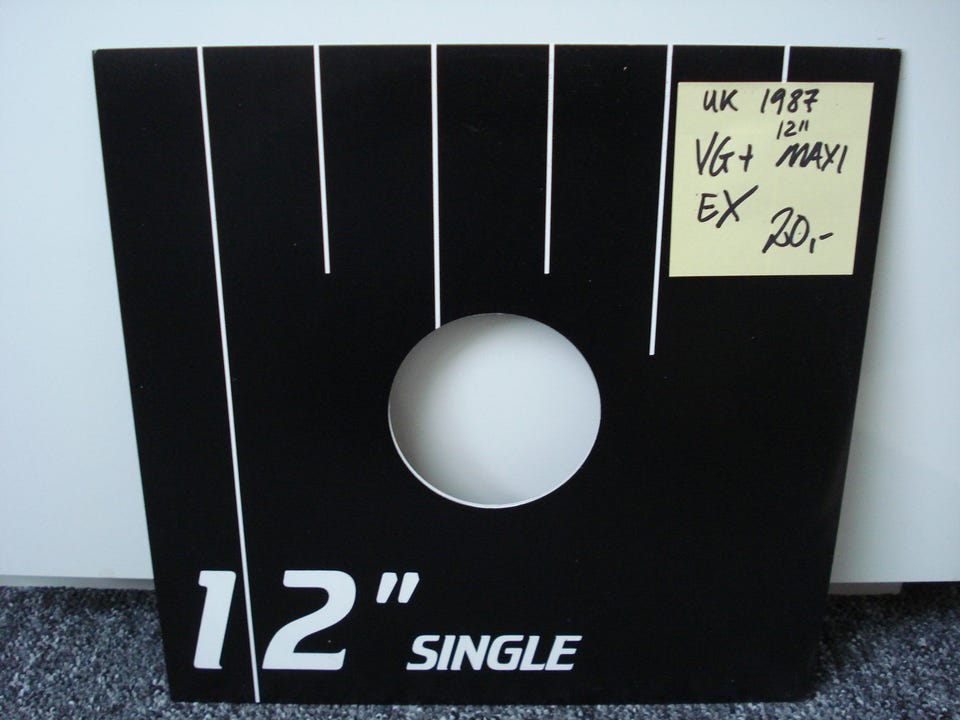 UK 1987
12"
VG+ MAXI
EX 20,-
12" SINGLE